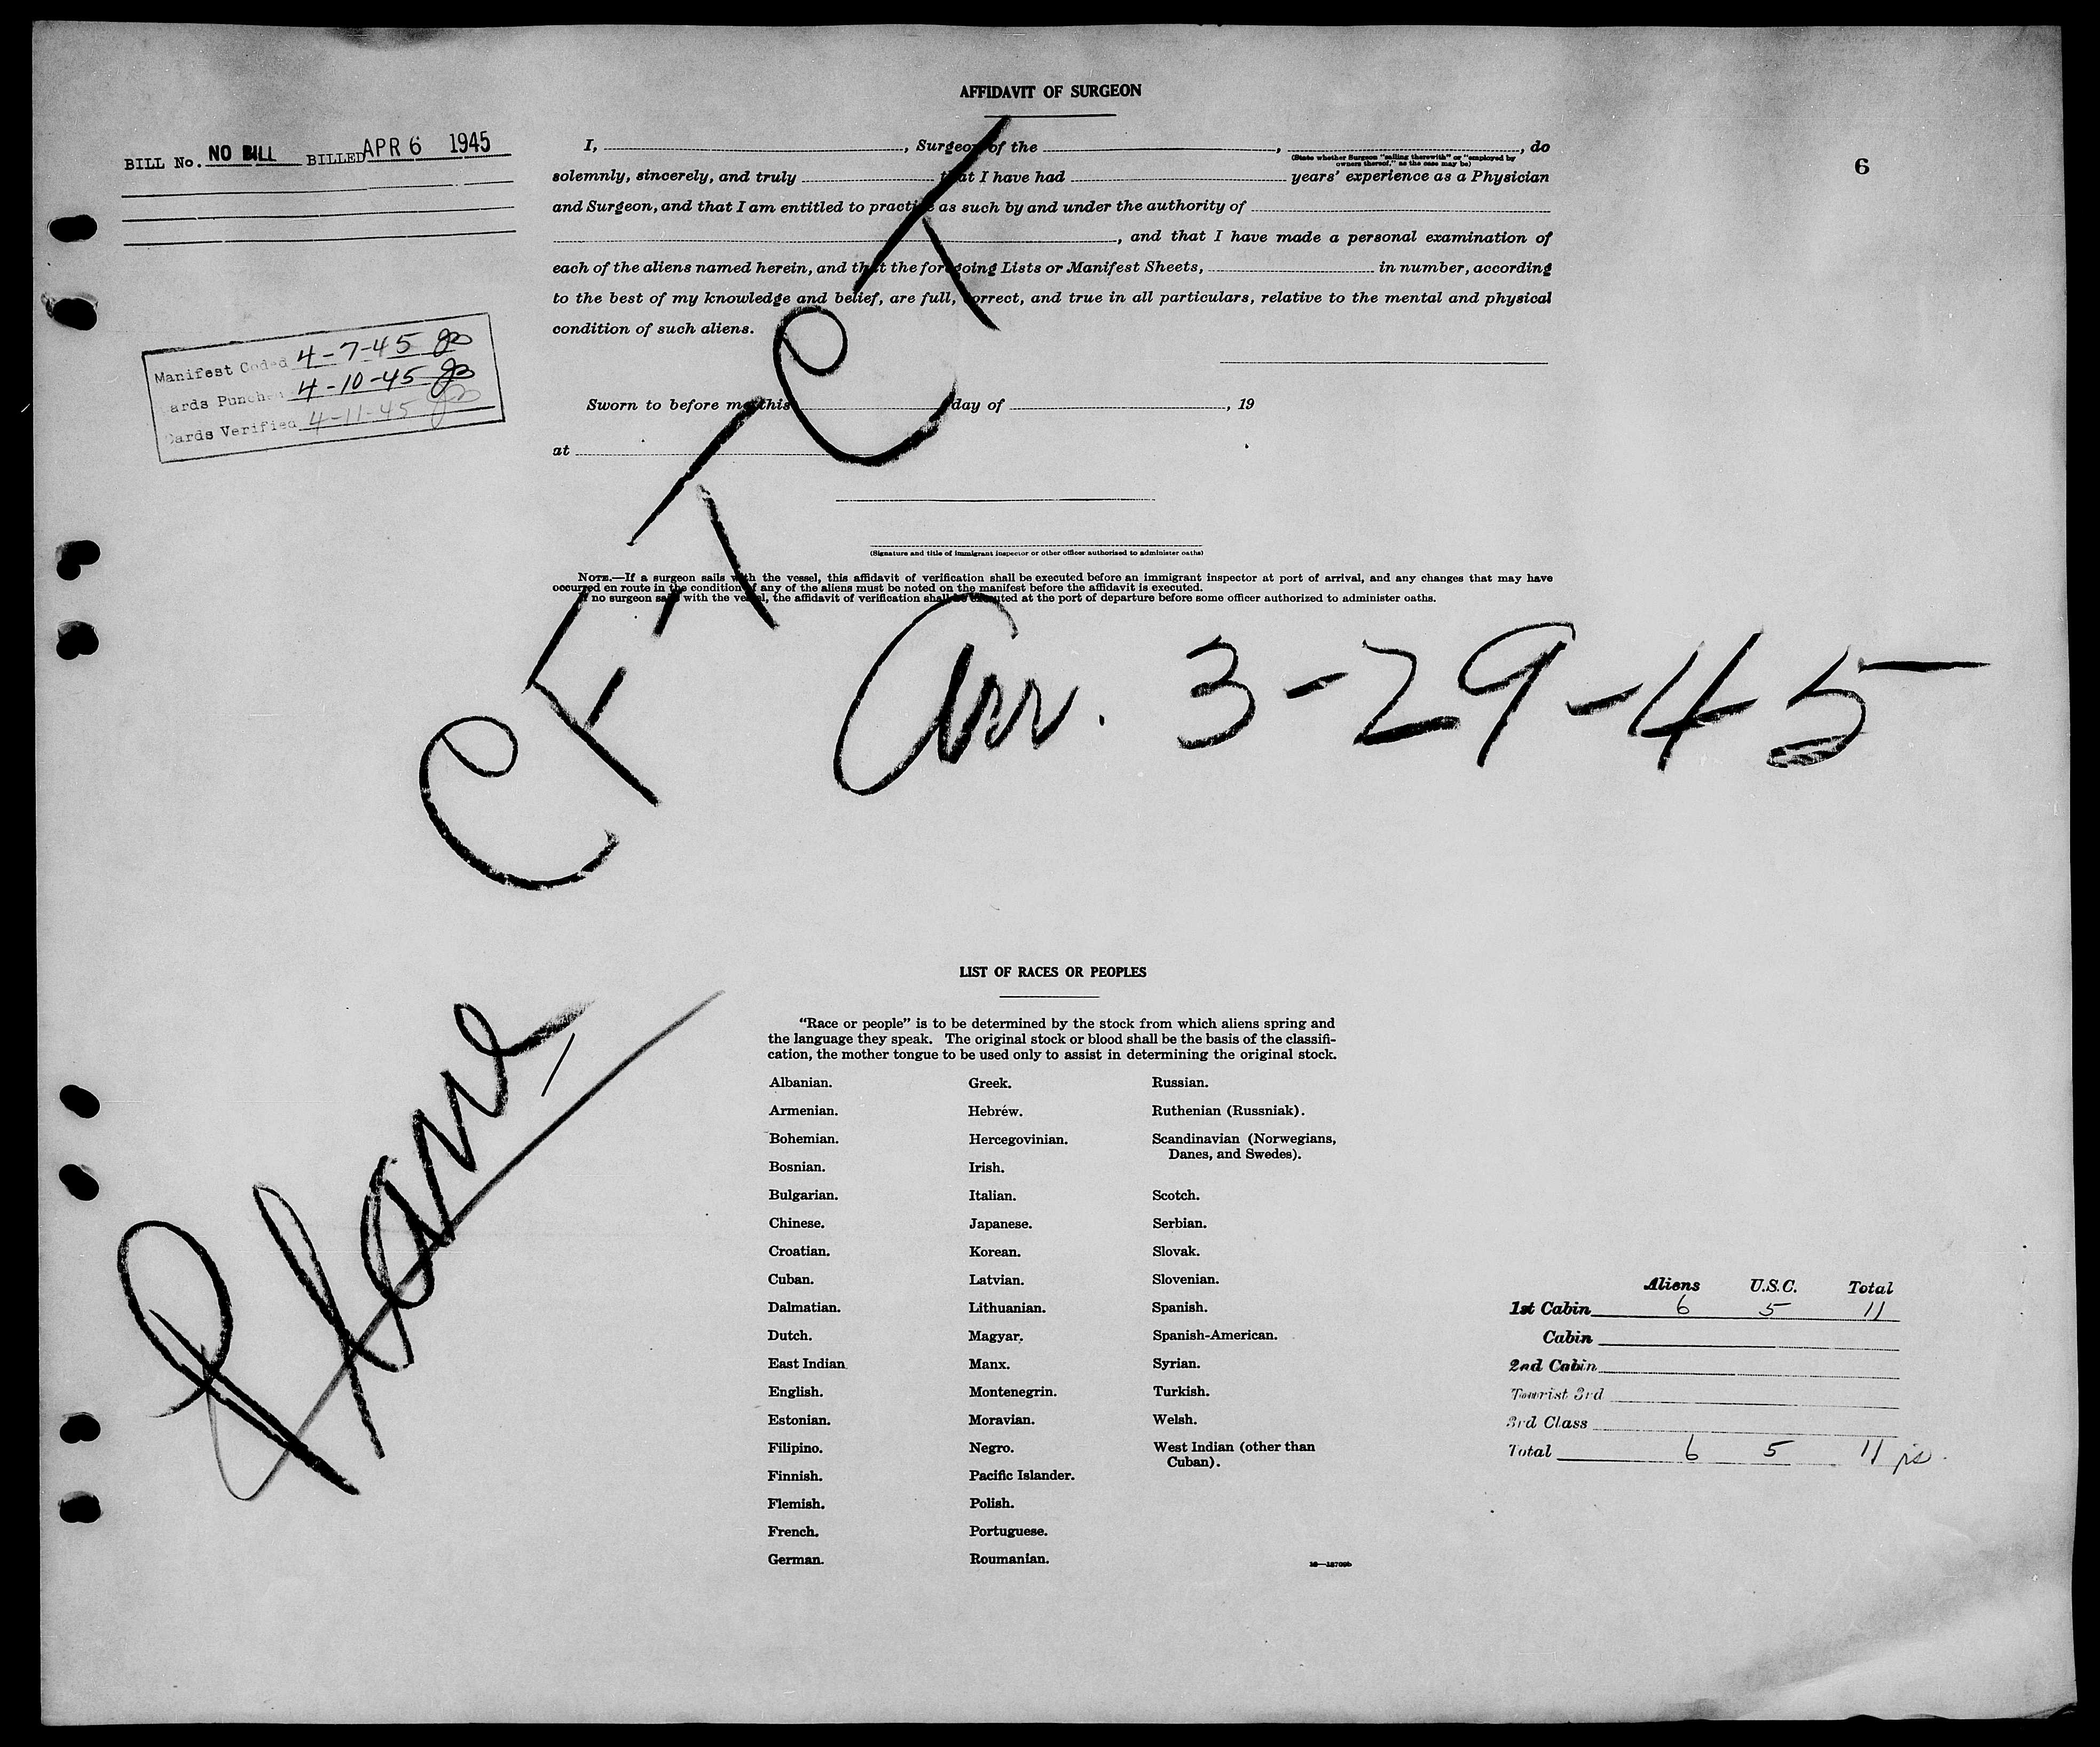 AFFIDAVIT OF SURGEON
BILL No. NO BILL BILLED APR 6 1945
6
I, , Surgeon of the , , do
(State whether Surgeon "sailing therewith" or "employed by
owners thereof," as the case may be)
solemnly, sincerely, and truly that I have had years' experience as a Physician
and Surgeon, and that I am entitled to practice as such by and under the authority of
, and that I have made a personal examination of
each of the aliens named herein, and that the foregoing Lists or Manifest Sheets, in number, according
to the best of my knowledge and belief, are full, correct, and true in all particulars, relative to the mental and physical
condition of such aliens.
Manifest Coded 4-7-45
ards Punch 4-10-45
Cards Verified 4-11-45
Sworn to before me this day of , 19
at
(Signature and title of immigrant inspector or other officer authorized to administer oaths)
NOTE.—If a surgeon sails with the vessel, this affidavit of verification shall be executed before an immigrant inspector at port of arrival, and any changes that may have
occurred en route in the condition of any of the aliens must be noted on the manifest before the affidavit is executed.
If no surgeon sails with the vessel, the affidavit of verification shall be executed at the port of departure before some officer authorized to administer oaths.
Arr. 3-29-45
Plane
LIST OF RACES OR PEOPLES
"Race or people" is to be determined by the stock from which aliens spring and
the language they speak. The original stock or blood shall be the basis of the classifi-
cation, the mother tongue to be used only to assist in determining the original stock.
Albanian. Greek. Russian.
Armenian. Hebrew. Ruthenian (Russniak).
Bohemian. Hercegovinian. Scandinavian (Norwegians,
Danes, and Swedes).
Bosnian. Irish.
Bulgarian. Italian. Scotch.
Chinese. Japanese. Serbian.
Croatian. Korean. Slovak.
Cuban. Latvian. Slovenian.
Dalmatian. Lithuanian. Spanish.
Dutch. Magyar. Spanish-American.
East Indian Manx. Syrian.
English. Montenegrin. Turkish.
Estonian. Moravian. Welsh.
Filipino. Negro. West Indian (other than
Cuban).
Finnish. Pacific Islander.
Flemish. Polish.
French. Portuguese.
German. Roumanian.
Aliens U.S.C. Total
1st Cabin 6 5 11
Cabin
2nd Cabin
Tourist 3rd
3rd Class
Total 6 5 11